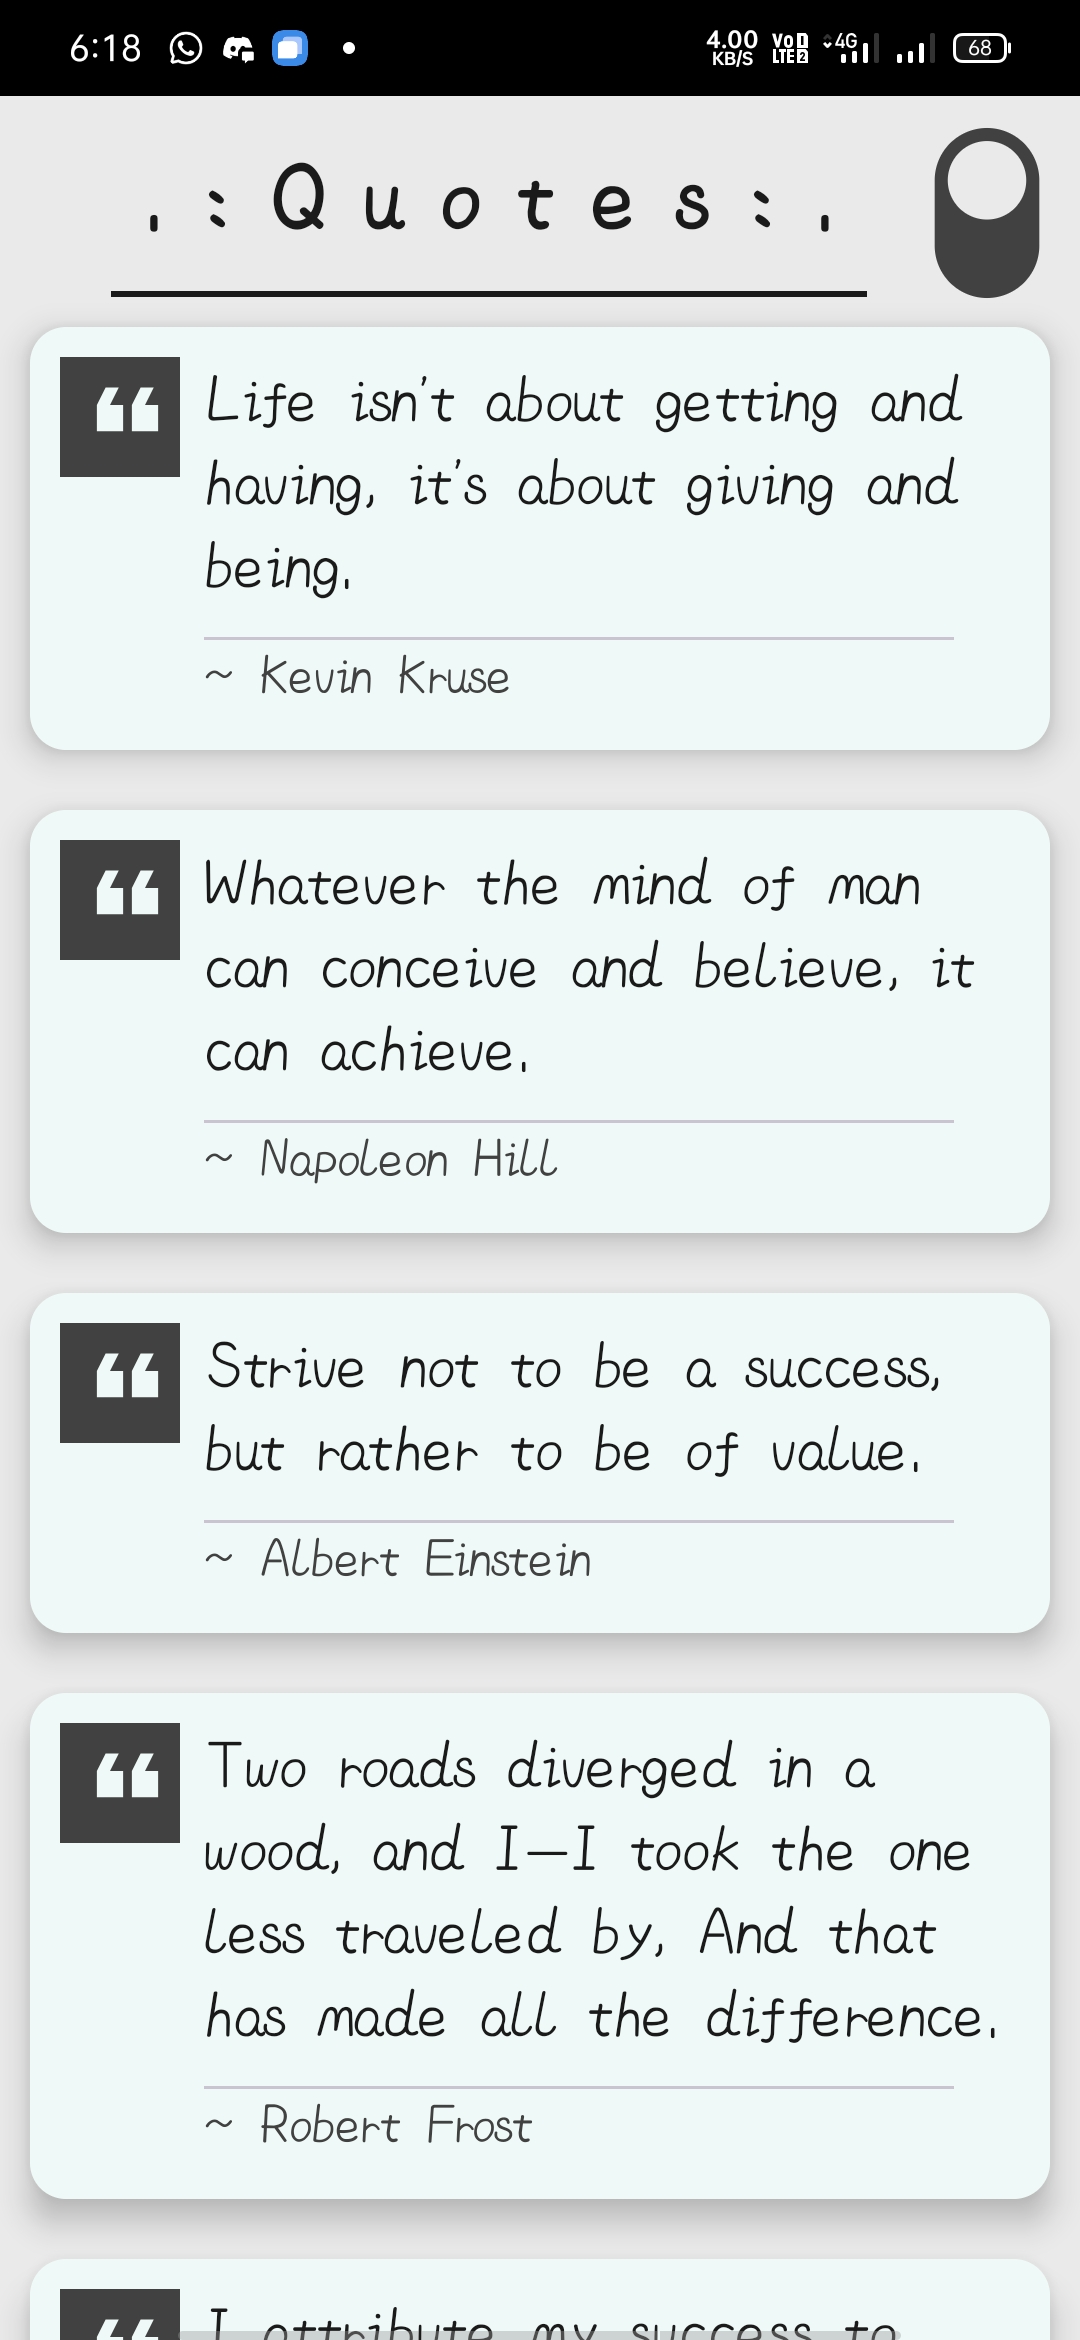 6:18 4.00 KB/S VoD LTE 2 4G 68
.:Quotes:.
Life isn't about getting and
having, it's about giving and
being.
~ Kevin Kruse
Whatever the mind of man
can conceive and believe, it
can achieve.
~ Napoleon Hill
Strive not to be a success,
but rather to be of value.
~ Albert Einstein
Two roads diverged in a
wood, and I—I took the one
less traveled by, And that
has made all the difference.
~ Robert Frost
I attribute my success to